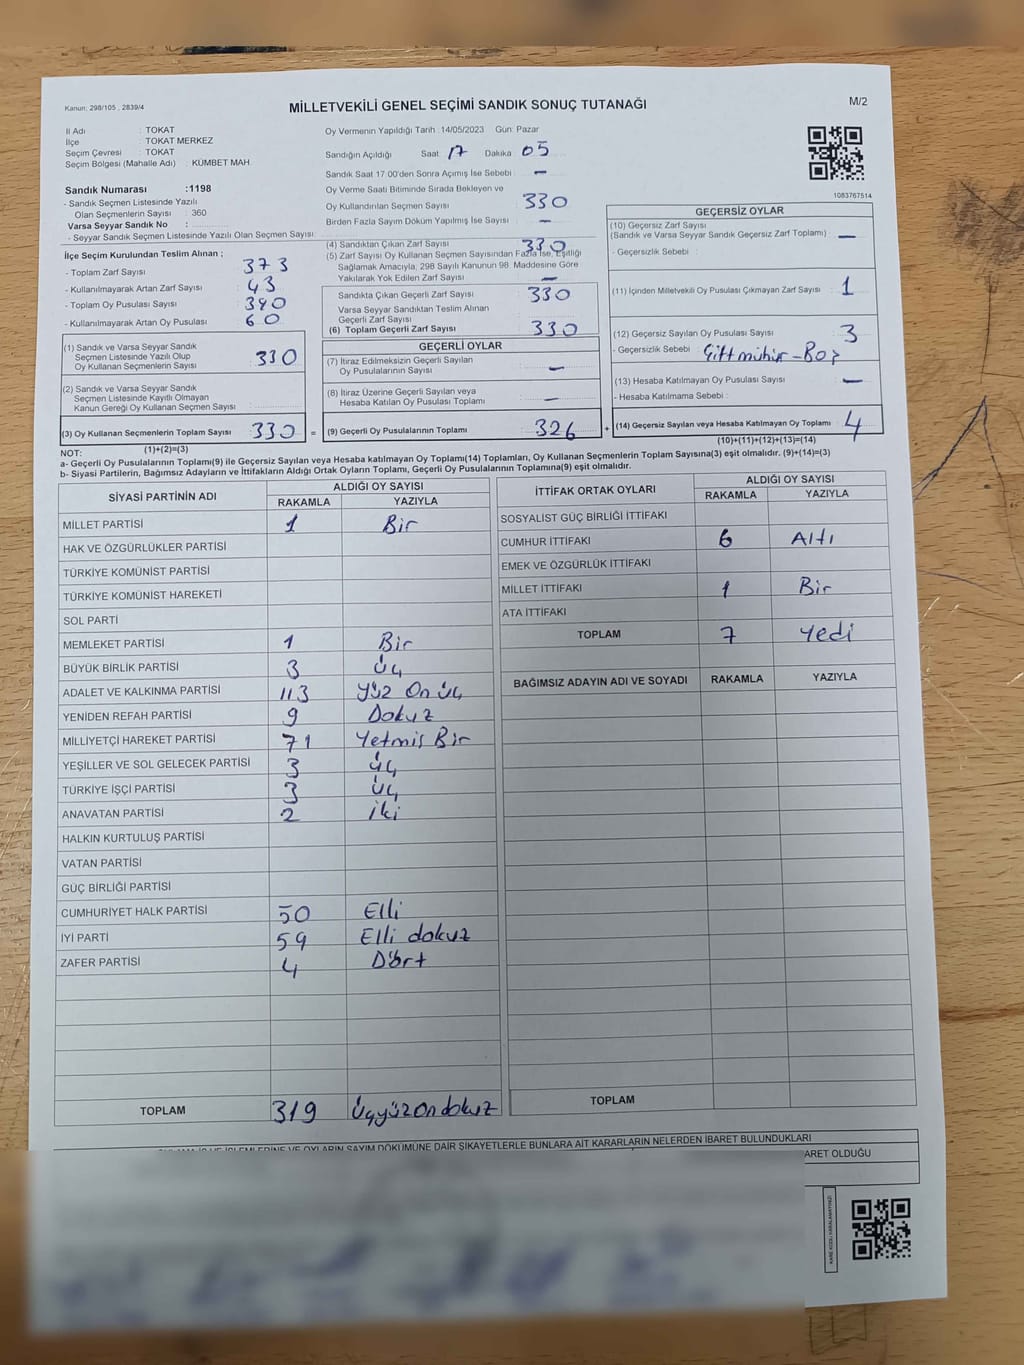 Kanun: 298/105 , 2839/4
MİLLETVEKİLİ GENEL SEÇİMİ SANDIK SONUÇ TUTANAĞI
M/2
İl Adı : TOKAT
İlçe : TOKAT MERKEZ
Seçim Çevresi : TOKAT
Seçim Bölgesi (Mahalle Adı) : KÜMBET MAH.
Sandık Numarası :1198
- Sandık Seçmen Listesinde Yazılı
Olan Seçmenlerin Sayısı : 360
Varsa Seyyar Sandık No :
- Seyyar Sandık Seçmen Listesinde Yazılı Olan Seçmen Sayısı:
İlçe Seçim Kurulundan Teslim Alınan ;
- Toplam Zarf Sayısı : 373
- Kullanılmayarak Artan Zarf Sayısı : 43
- Toplam Oy Pusulası Sayısı : 390
- Kullanılmayarak Artan Oy Pusulası : 60
(1) Sandık ve Varsa Seyyar Sandık
Seçmen Listesinde Yazılı Olup
Oy Kullanan Seçmenlerin Sayısı : 330
(2) Sandık ve Varsa Seyyar Sandık
Seçmen Listesinde Kayıtlı Olmayan
Kanun Gereği Oy Kullanan Seçmen Sayısı :
(3) Oy Kullanan Seçmenlerin Toplam Sayısı 330 =
(1)+(2)=(3)
Oy Vermenin Yapıldığı Tarih :14/05/2023 Gün: Pazar
Sandığın Açıldığı Saat : 17 Dakika : 05
Sandık Saat 17:00'den Sonra Açımış İse Sebebi : –
Oy Verme Saati Bitiminde Sırada Bekleyen ve
Oy Kullandırılan Seçmen Sayısı : 330
Birden Fazla Sayım Döküm Yapılmış İse Sayısı : –
(4) Sandıktan Çıkan Zarf Sayısı 330
(5) Zarf Sayısı Oy Kullanan Seçmen Sayısından Fazla İse, Eşitliği
Sağlamak Amacıyla, 298 Sayılı Kanunun 98. Maddesine Göre
Yakılarak Yok Edilen Zarf Sayısı : –
Sandıkta Çıkan Geçerli Zarf Sayısı : 330
Varsa Seyyar Sandıktan Teslim Alınan
Geçerli Zarf Sayısı :
(6) Toplam Geçerli Zarf Sayısı : 330
GEÇERLİ OYLAR
(7) İtiraz Edilmeksizin Geçerli Sayılan
Oy Pusulalarının Sayısı : –
(8) İtiraz Üzerine Geçerli Sayılan veya
Hesaba Katılan Oy Pusulası Toplamı : –
(9) Geçerli Oy Pusulalarının Toplamı : 326 +
1083767514
GEÇERSİZ OYLAR
(10) Geçersiz Zarf Sayısı
(Sandık ve Varsa Seyyar Sandık Geçersiz Zarf Toplamı) : –
- Geçersizlik Sebebi :
(11) İçinden Milletvekili Oy Pusulası Çıkmayan Zarf Sayısı : 1
(12) Geçersiz Sayılan Oy Pusulası Sayısı : 3
- Geçersizlik Sebebi : Çift mühür - Boş
(13) Hesaba Katılmayan Oy Pusulası Sayısı : –
- Hesaba Katılmama Sebebi :
(14) Geçersiz Sayılan veya Hesaba Katılmayan Oy Toplamı : 4
(10)+(11)+(12)+(13)=(14)
NOT:
a- Geçerli Oy Pusulalarının Toplamı(9) ile Geçersiz Sayılan veya Hesaba katılmayan Oy Toplamı(14) Toplamları, Oy Kullanan Seçmenlerin Toplam Sayısına(3) eşit olmalıdır. (9)+(14)=(3)
b- Siyasi Partilerin, Bağımsız Adayların ve İttifakların Aldığı Ortak Oyların Toplamı, Geçerli Oy Pusulalarının Toplamına(9) eşit olmalıdır.
SİYASİ PARTİNİN ADI ALDIĞI OY SAYISI
RAKAMLA YAZIYLA
MİLLET PARTİSİ 1 Bir
HAK VE ÖZGÜRLÜKLER PARTİSİ
TÜRKİYE KOMÜNİST PARTİSİ
TÜRKİYE KOMÜNİST HAREKETİ
SOL PARTİ
MEMLEKET PARTİSİ 1 Bir
BÜYÜK BİRLİK PARTİSİ 3 Üç
ADALET VE KALKINMA PARTİSİ 113 Yüz On üç
YENİDEN REFAH PARTİSİ 9 Dokuz
MİLLİYETÇİ HAREKET PARTİSİ 71 Yetmiş Bir
YEŞİLLER VE SOL GELECEK PARTİSİ 3 üç
TÜRKİYE İŞÇİ PARTİSİ 3 üç
ANAVATAN PARTİSİ 2 iki
HALKIN KURTULUŞ PARTİSİ
VATAN PARTİSİ
GÜÇ BİRLİĞİ PARTİSİ
CUMHURİYET HALK PARTİSİ 50 Elli
İYİ PARTİ 59 Elli dokuz
ZAFER PARTİSİ 4 Dört
TOPLAM 319 Üçyüz on dokuz
İTTİFAK ORTAK OYLARI ALDIĞI OY SAYISI
RAKAMLA YAZIYLA
SOSYALİST GÜÇ BİRLİĞİ İTTİFAKI
CUMHUR İTTİFAKI 6 Altı
EMEK VE ÖZGÜRLÜK İTTİFAKI
MİLLET İTTİFAKI 1 Bir
ATA İTTİFAKI
TOPLAM 7 Yedi
BAĞIMSIZ ADAYIN ADI VE SOYADI RAKAMLA YAZIYLA
TOPLAM
VE OYLARIN SAYIM DÖKÜMÜNE DAİR ŞİKAYETLERLE BUNLARA AİT KARARLARIN NELERDEN İBARET BULUNDUKLARI
ARET OLDUĞU